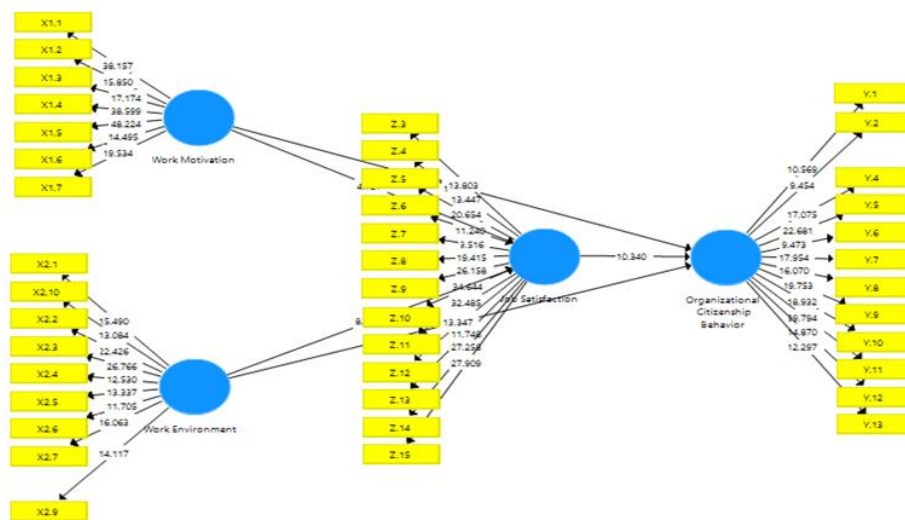 X1.1
X1.2
X1.3
X1.4
X1.5
X1.6
X1.7
38.157
15.850
17.174
38.599
48.224
14.495
19.534
Work Motivation
X2.1
X2.10
X2.2
X2.3
X2.4
X2.5
X2.6
X2.7
X2.9
15.490
13.084
22.426
26.766
12.530
13.337
11.705
16.063
14.117
Work Environment
Z.3
Z.4
Z.5
Z.6
Z.7
Z.8
Z.9
Z.10
Z.11
Z.12
Z.13
Z.14
Z.15
13.803
13.447
20.654
11.240
19.415
26.158
34.644
32.485
13.347
11.748
27.258
27.909
Job Satisfaction
10.340
Organizational
Citizenship
Behavior
10.569
9.454
17.075
22.681
9.473
17.954
16.070
19.753
18.932
39.794
14.870
12.297
Y.1
Y.2
Y.4
Y.5
Y.6
Y.7
Y.8
Y.9
Y.10
Y.11
Y.12
Y.13